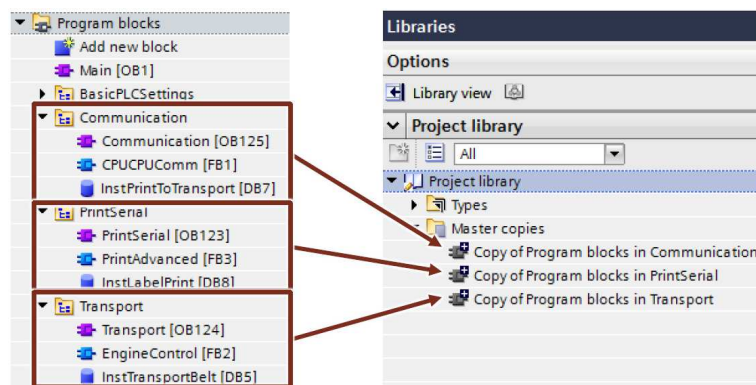 Program blocks
Add new block
Main [OB1]
BasicPLCSettings
Communication
Communication [OB125]
CPUCPUComm [FB1]
InstPrintToTransport [DB7]
PrintSerial
PrintSerial [OB123]
PrintAdvanced [FB3]
InstLabelPrint [DB8]
Transport
Transport [OB124]
EngineControl [FB2]
InstTransportBelt [DB5]
Libraries
Options
Library view
Project library
All
Project library
Types
Master copies
Copy of Program blocks in Communication
Copy of Program blocks in PrintSerial
Copy of Program blocks in Transport